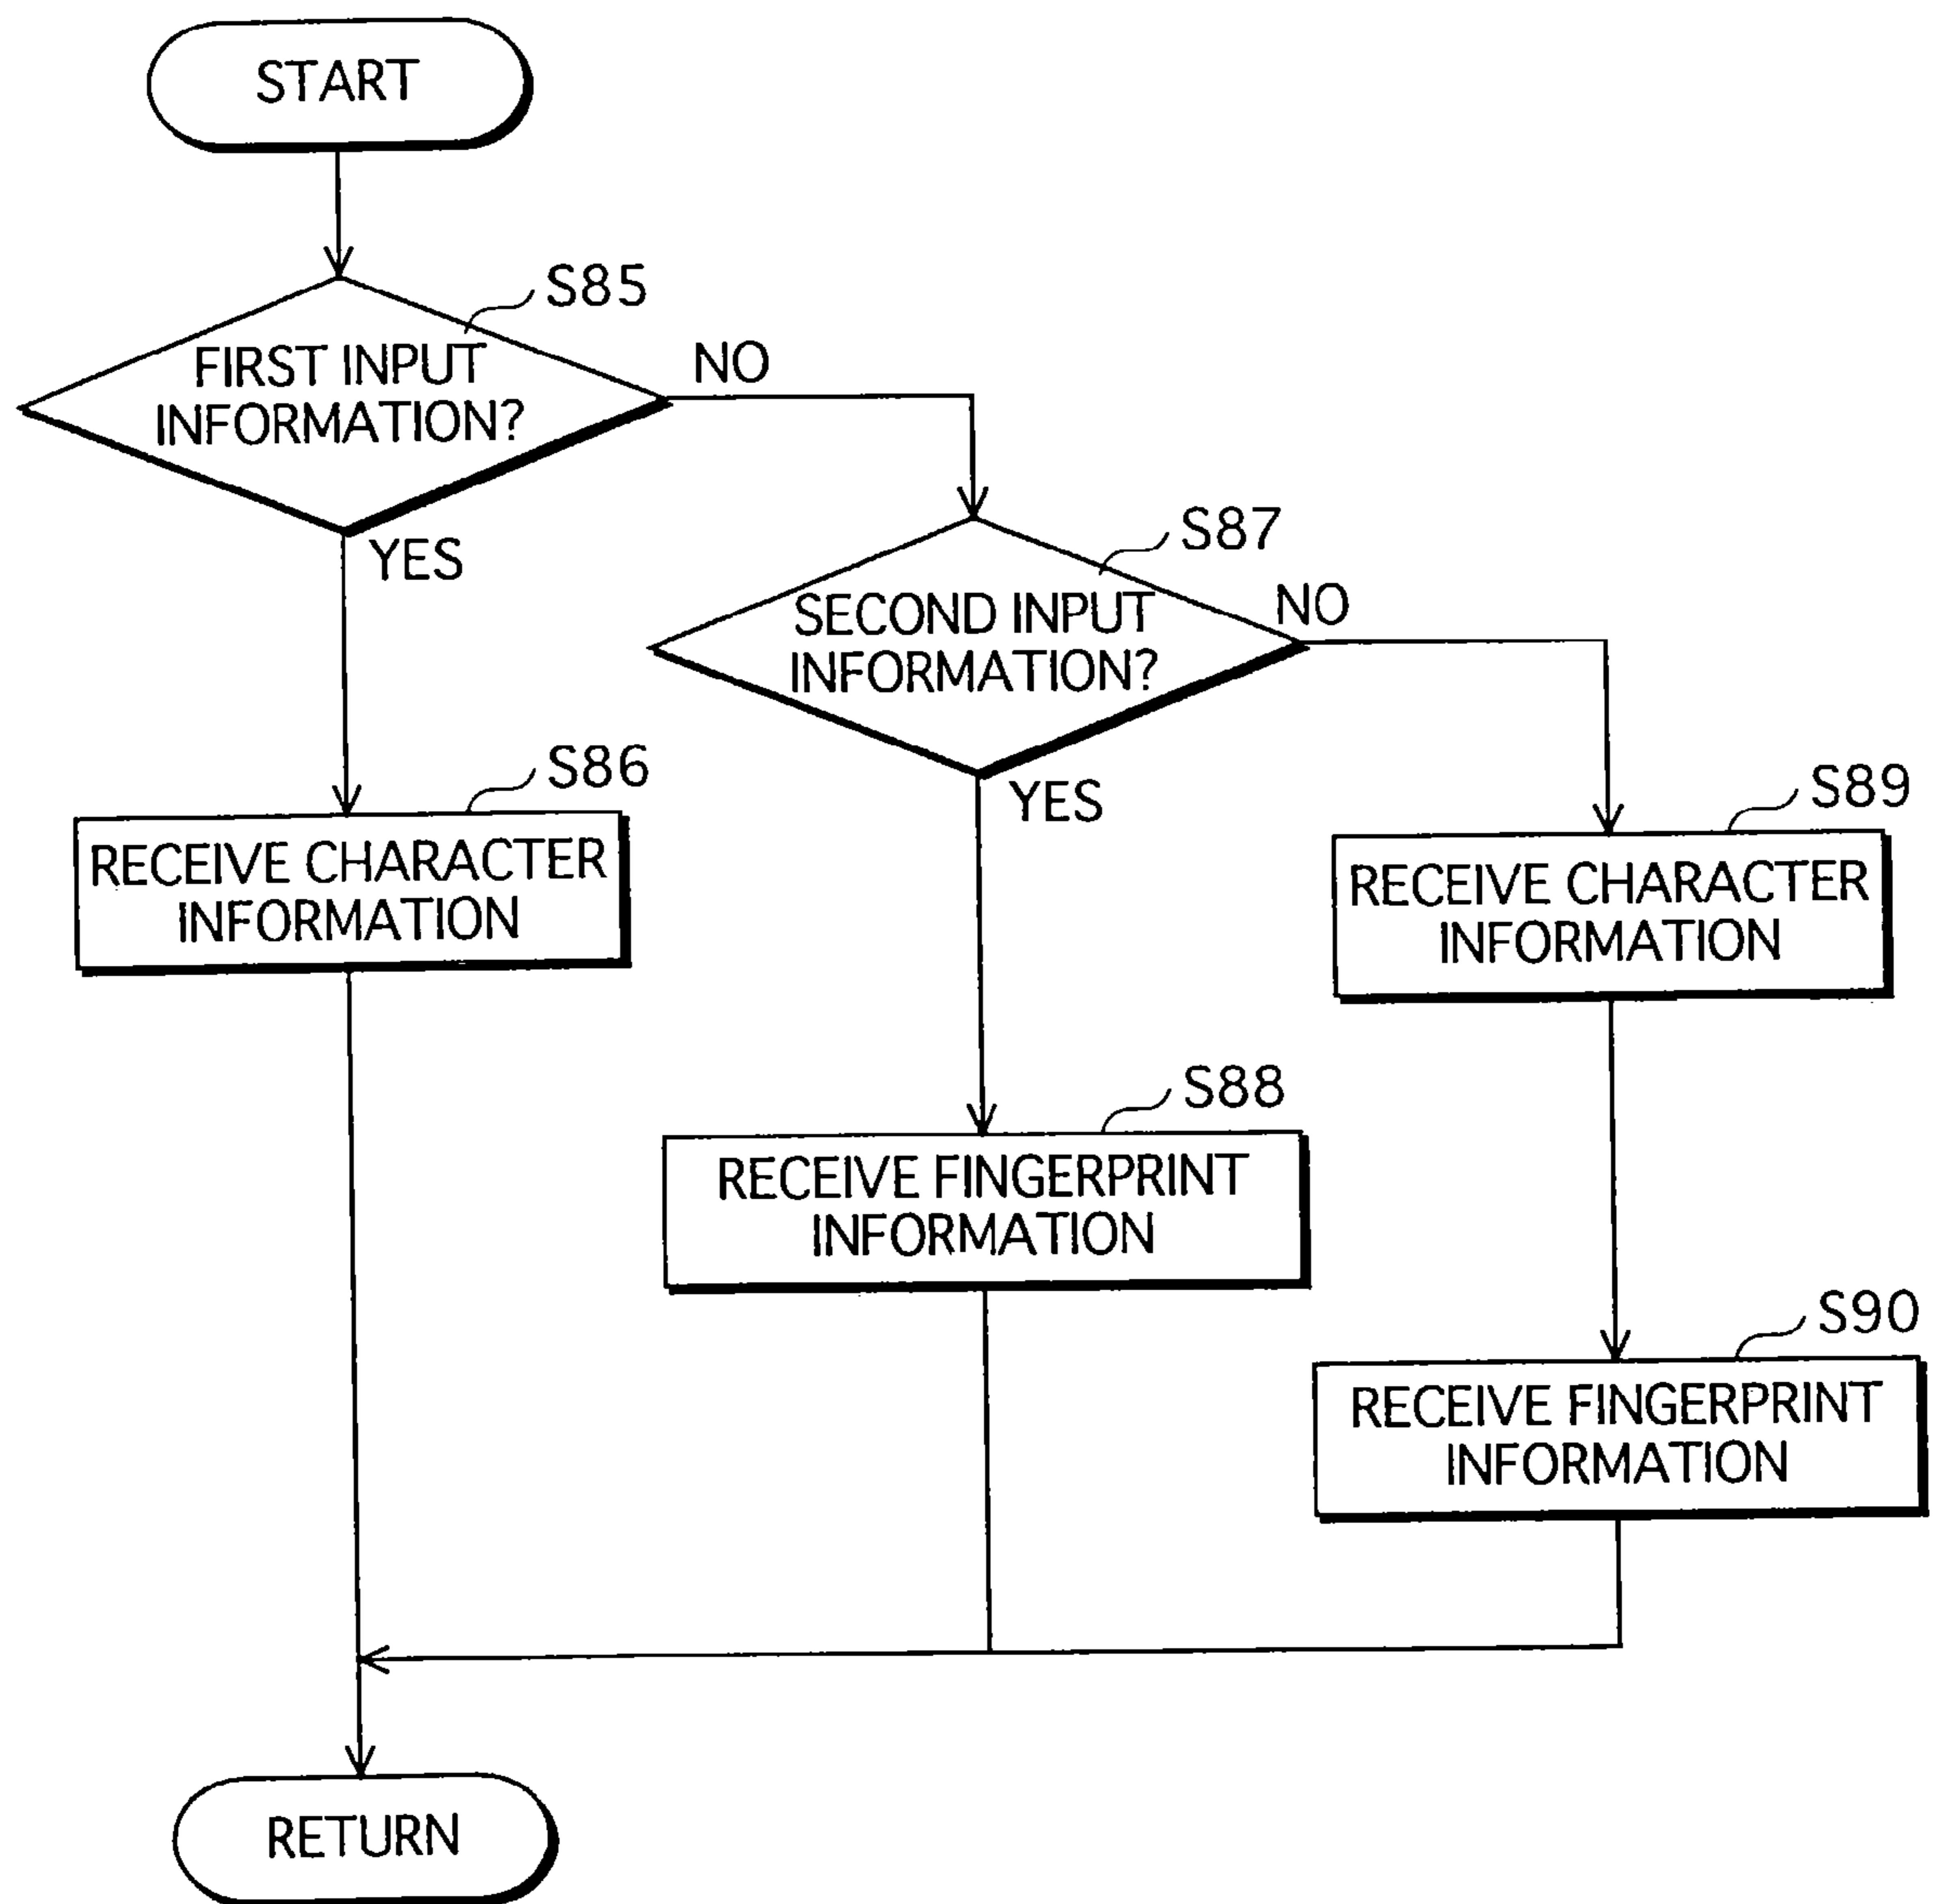 START
S85
FIRST INPUT
INFORMATION?
NO
YES
S87
SECOND INPUT
INFORMATION?
NO
YES
S86
RECEIVE CHARACTER
INFORMATION
S89
RECEIVE CHARACTER
INFORMATION
S88
RECEIVE FINGERPRINT
INFORMATION
S90
RECEIVE FINGERPRINT
INFORMATION
RETURN